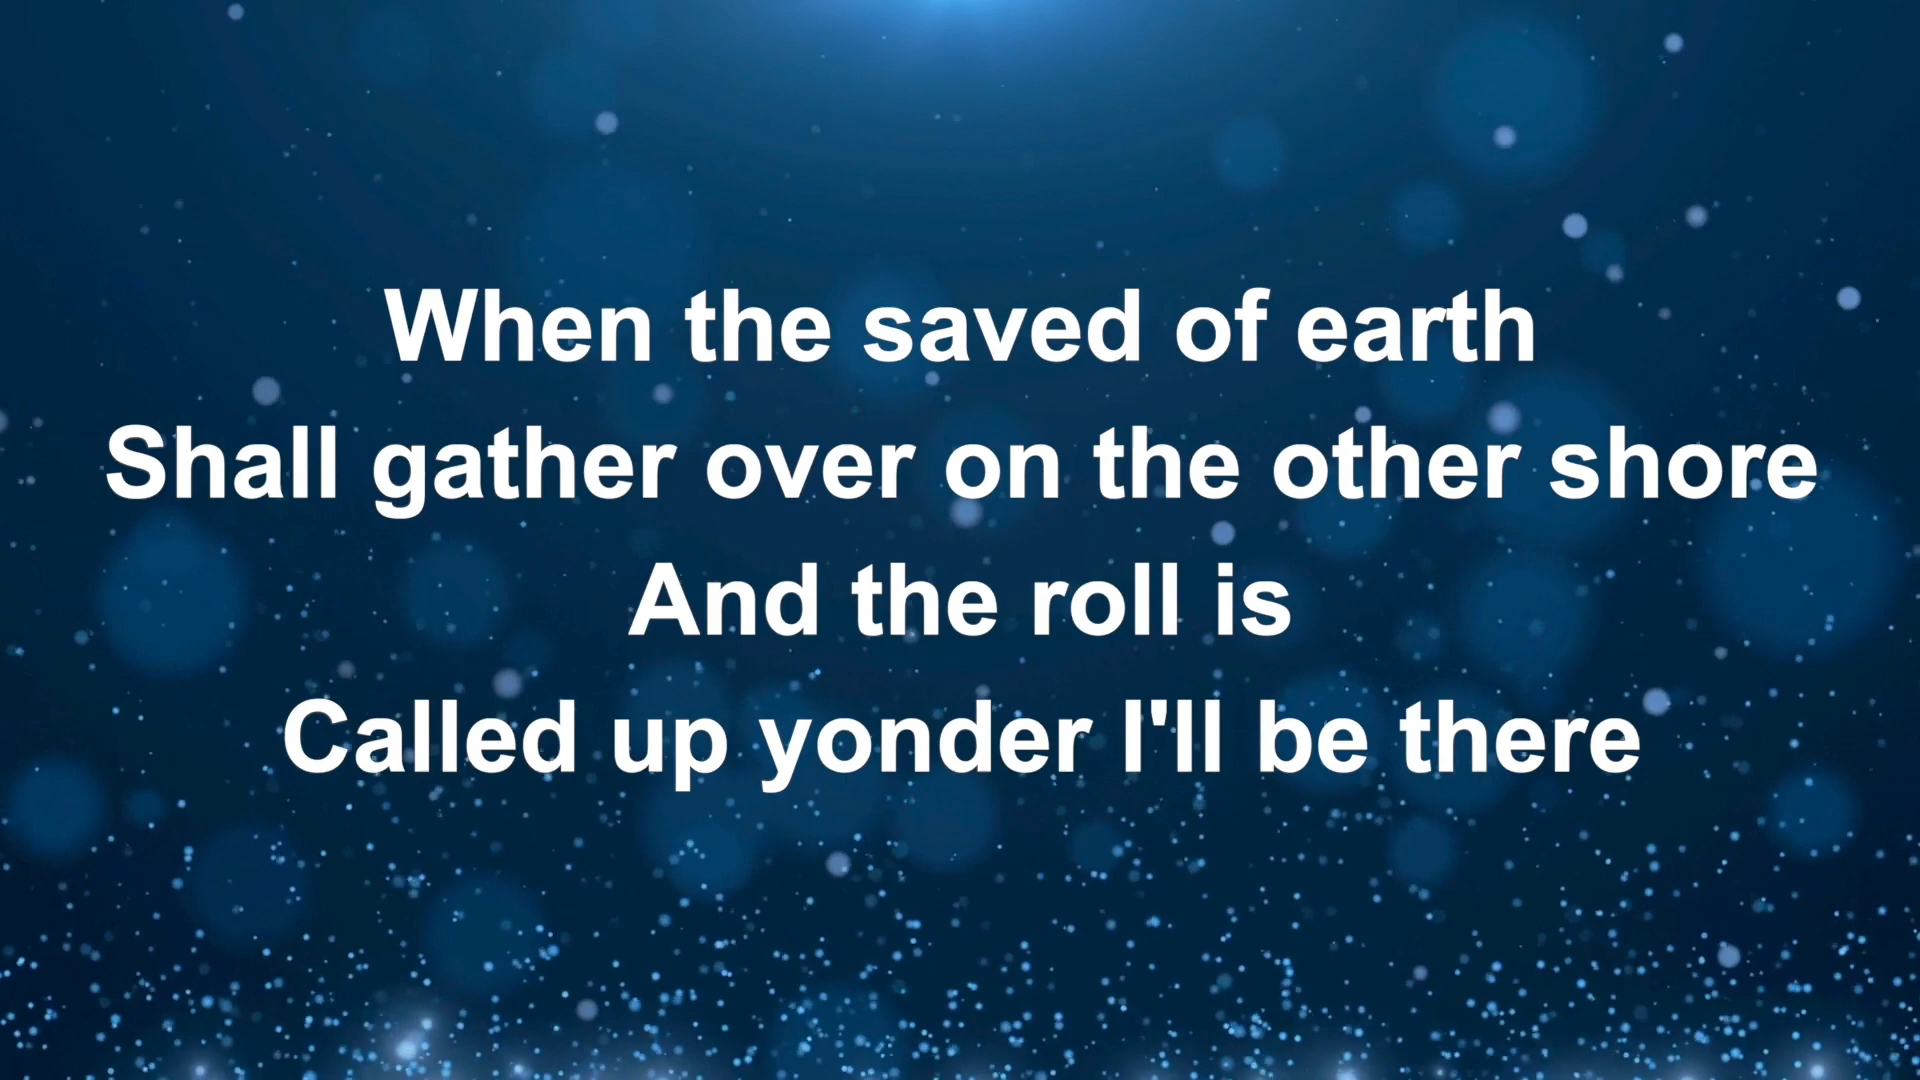 When the saved of earth
Shall gather over on the other shore
And the roll is
Called up yonder I'll be there